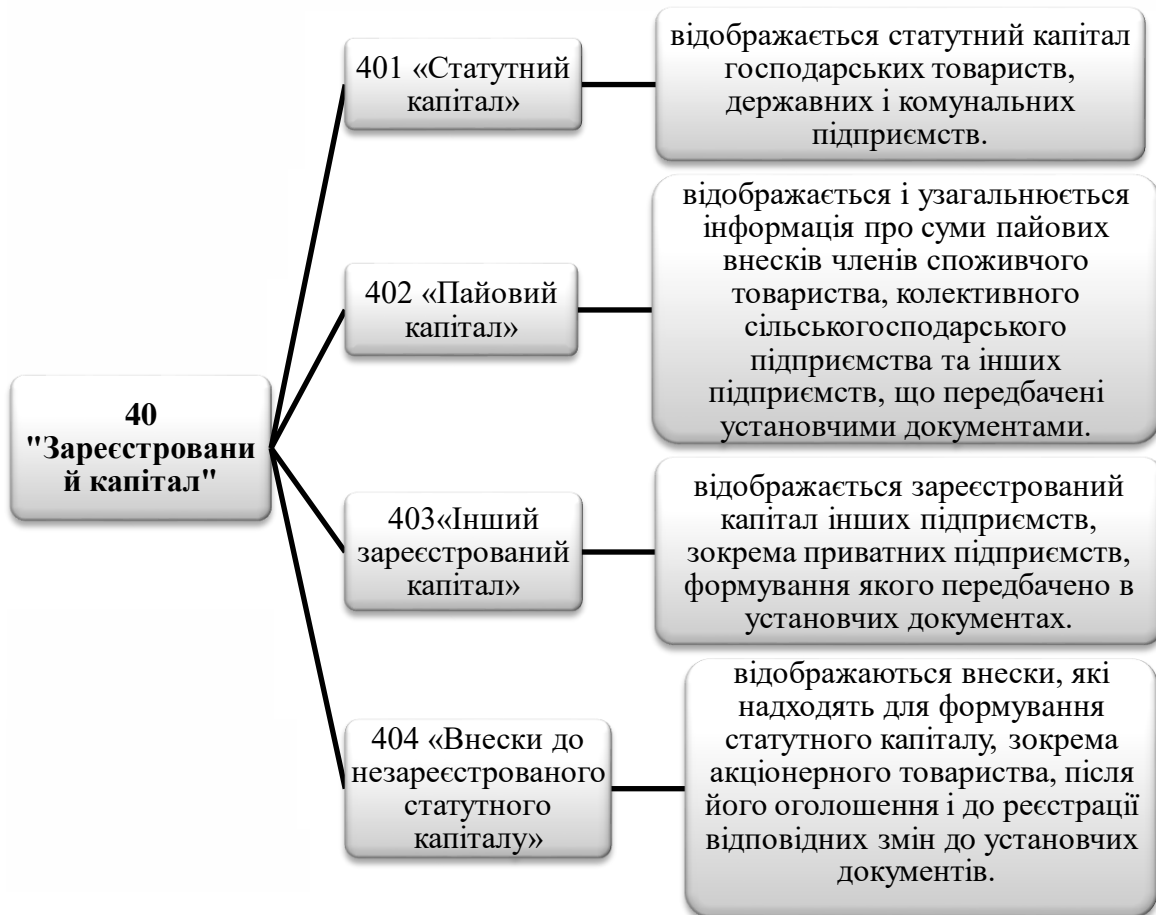 40
"Зареєстровани
й капітал"
401 «Статутний
капітал»
відображається статутний капітал
господарських товариств,
державних і комунальних
підприємств.
402 «Пайовий
капітал»
відображається і узагальнюється
інформація про суми пайових
внесків членів споживчого
товариства, колективного
сільськогосподарського
підприємства та інших
підприємств, що передбачені
установчими документами.
403«Інший
зареєстрований
капітал»
відображається зареєстрований
капітал інших підприємств,
зокрема приватних підприємств,
формування якого передбачено в
установчих документах.
404 «Внески до
незареєстрованого
статутного
капіталу»
відображаються внески, які
надходять для формування
статутного капіталу, зокрема
акціонерного товариства, після
його оголошення і до реєстрації
відповідних змін до установчих
документів.